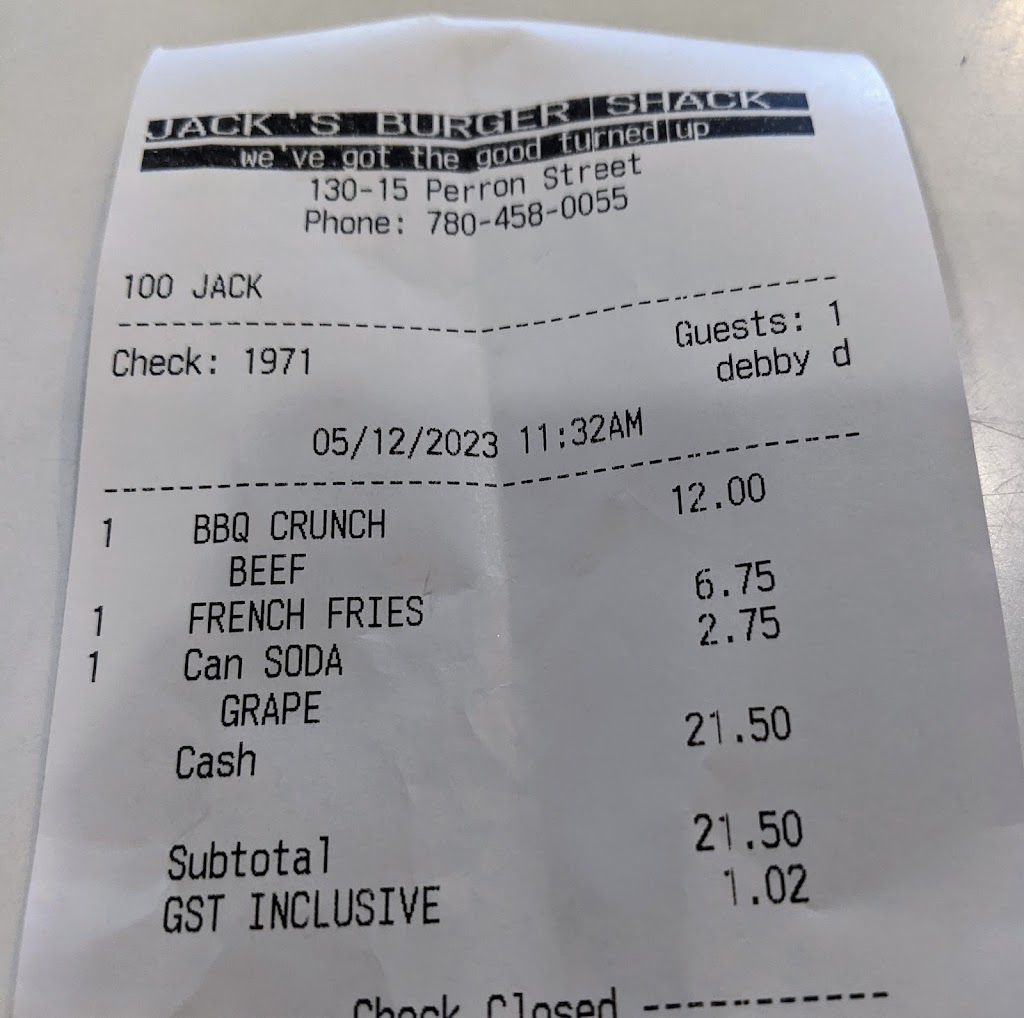 JACK'S BURGER SHACK
we've got the good turned up
130-15 Perron Street
Phone: 780-458-0055
100 JACK
Check: 1971 Guests: 1
debby d
05/12/2023 11:32AM
1 BBQ CRUNCH 12.00
BEEF
1 FRENCH FRIES 6.75
1 Can SODA 2.75
GRAPE
Cash 21.50
Subtotal 21.50
GST INCLUSIVE 1.02
Check Closed